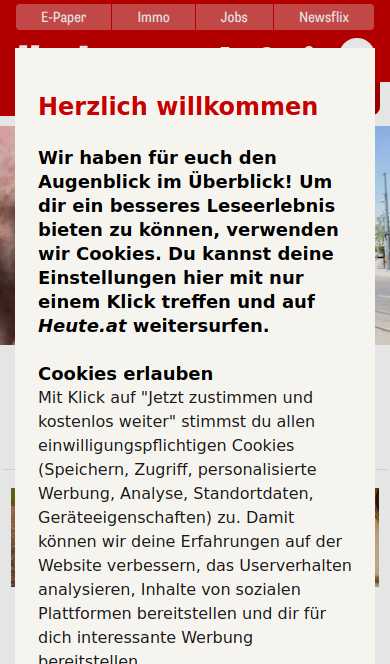 E-Paper Immo Jobs Newsflix
Herzlich willkommen
Wir haben für euch den
Augenblick im Überblick! Um
dir ein besseres Leseerlebnis
bieten zu können, verwenden
wir Cookies. Du kannst deine
Einstellungen hier mit nur
einem Klick treffen und auf
Heute.at weitersurfen.
Cookies erlauben
Mit Klick auf "Jetzt zustimmen und
kostenlos weiter" stimmst du allen
einwilligungspflichtigen Cookies
(Speichern, Zugriff, personalisierte
Werbung, Analyse, Standortdaten,
Geräteeigenschaften) zu. Damit
können wir deine Erfahrungen auf der
Website verbessern, das Userverhalten
analysieren, Inhalte von sozialen
Plattformen bereitstellen und dir für
dich interessante Werbung
bereitstellen.